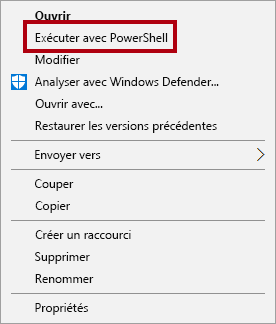 Ouvrir
Exécuter avec PowerShell
Modifier
Analyser avec Windows Defender...
Ouvrir avec...
Restaurer les versions précédentes
Envoyer vers
Couper
Copier
Créer un raccourci
Supprimer
Renommer
Propriétés